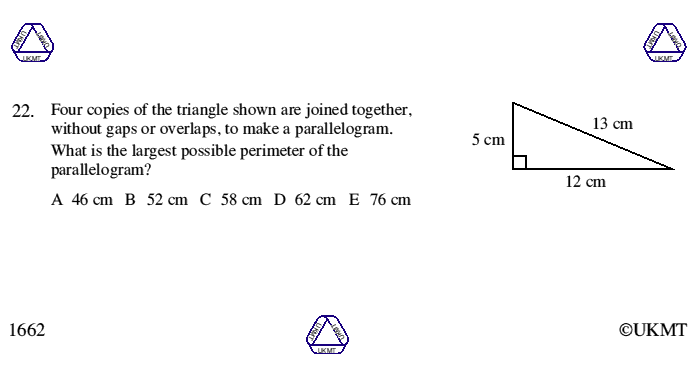 UKMT UKMT UKMT
UKMT UKMT UKMT
22. Four copies of the triangle shown are joined together,
without gaps or overlaps, to make a parallelogram.
What is the largest possible perimeter of the
parallelogram?
A 46 cm B 52 cm C 58 cm D 62 cm E 76 cm
13 cm
5 cm
12 cm
1662
UKMT UKMT UKMT
©UKMT